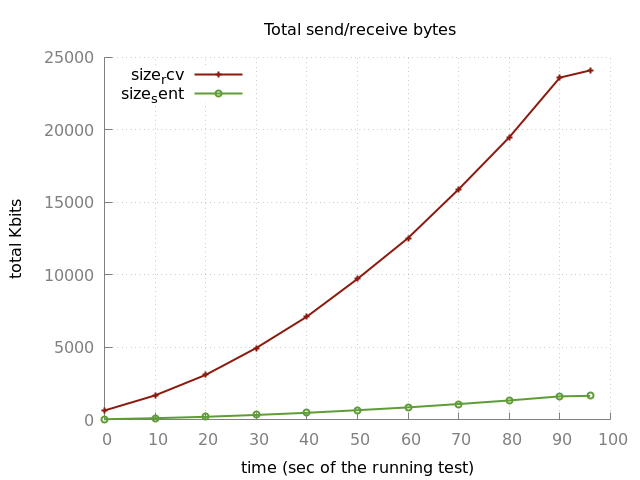 Total send/receive bytes
25000
20000
15000
10000
5000
0
size_rcv
size_sent
total Kbits
0 10 20 30 40 50 60 70 80 90 100
time (sec of the running test)